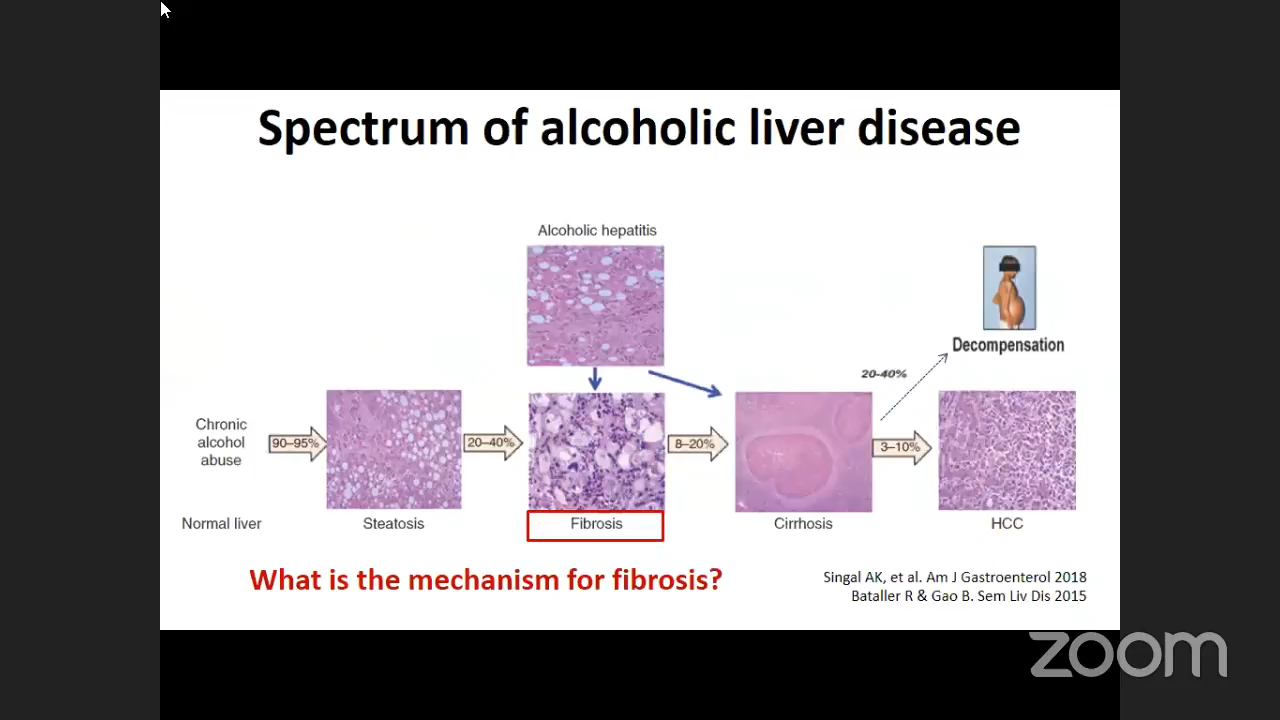 Spectrum of alcoholic liver disease
Alcoholic hepatitis
Decompensation
20-40%
Chronic
alcohol
abuse
90–95%
20–40%
8–20%
3–10%
Normal liver
Steatosis
Fibrosis
Cirrhosis
HCC
What is the mechanism for fibrosis?
Singal AK, et al. Am J Gastroenterol 2018
Bataller R & Gao B. Sem Liv Dis 2015
zoom